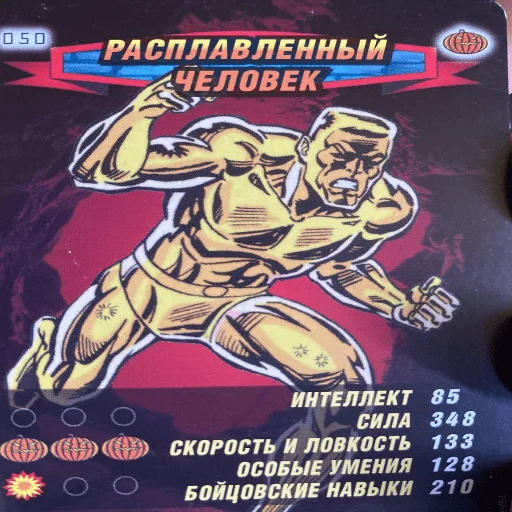 050
РАСПЛАВЛЕННЫЙ
ЧЕЛОВЕК
ИНТЕЛЛЕКТ 85
СИЛА 348
СКОРОСТЬ И ЛОВКОСТЬ 133
ОСОБЫЕ УМЕНИЯ 128
БОЙЦОВСКИЕ НАВЫКИ 210